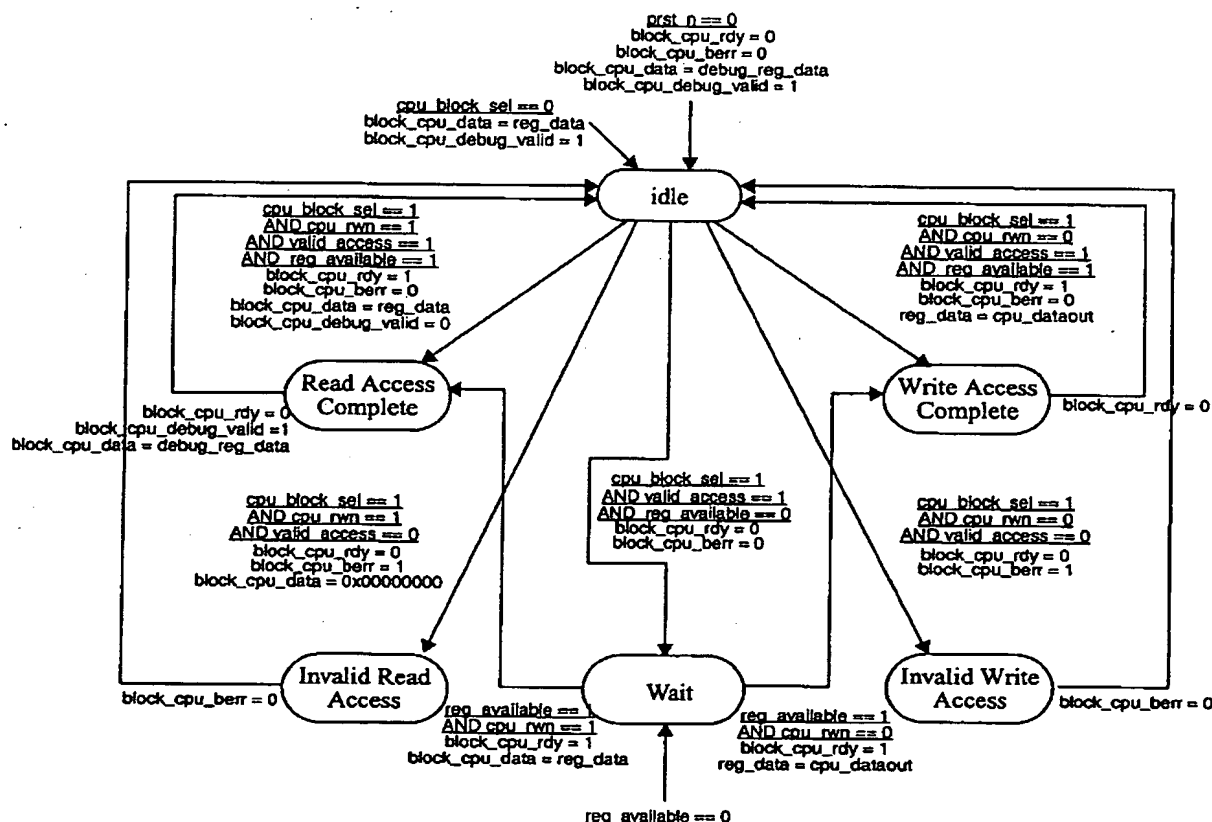 prst_n == 0
block_cpu_rdy = 0
block_cpu_berr = 0
block_cpu_data = debug_reg_data
block_cpu_debug_valid = 1
cpu_block_sel == 0
block_cpu_data = reg_data
block_cpu_debug_valid = 1
idle
cpu_block_sel == 1
AND cpu_rwn == 1
AND valid_access == 1
AND reg_available == 1
block_cpu_rdy = 1
block_cpu_berr = 0
block_cpu_data = reg_data
block_cpu_debug_valid = 0
cpu_block_sel == 1
AND cpu_rwn == 0
AND valid_access == 1
AND reg_available == 1
block_cpu_rdy = 1
block_cpu_berr = 0
reg_data = cpu_dataout
Read Access
Complete
Write Access
Complete
block_cpu_rdy = 0
block_cpu_debug_valid =1
block_cpu_data = debug_reg_data
block_cpu_rdy = 0
cpu_block_sel == 1
AND cpu_rwn == 1
AND valid_access == 0
block_cpu_rdy = 0
block_cpu_berr = 1
block_cpu_data = 0x00000000
cpu_block_sel == 1
AND valid_access == 1
AND reg_available == 0
block_cpu_rdy = 0
block_cpu_berr = 0
cpu_block_sel == 1
AND cpu_rwn == 0
AND valid_access == 0
block_cpu_rdy = 0
block_cpu_berr = 1
Invalid Read
Access
Wait
Invalid Write
Access
block_cpu_berr = 0
block_cpu_berr = 0
reg_available == 1
AND cpu_rwn == 1
block_cpu_rdy = 1
block_cpu_data = reg_data
reg_available == 1
AND cpu_rwn == 0
block_cpu_rdy = 1
reg_data = cpu_dataout
reg_available == 0